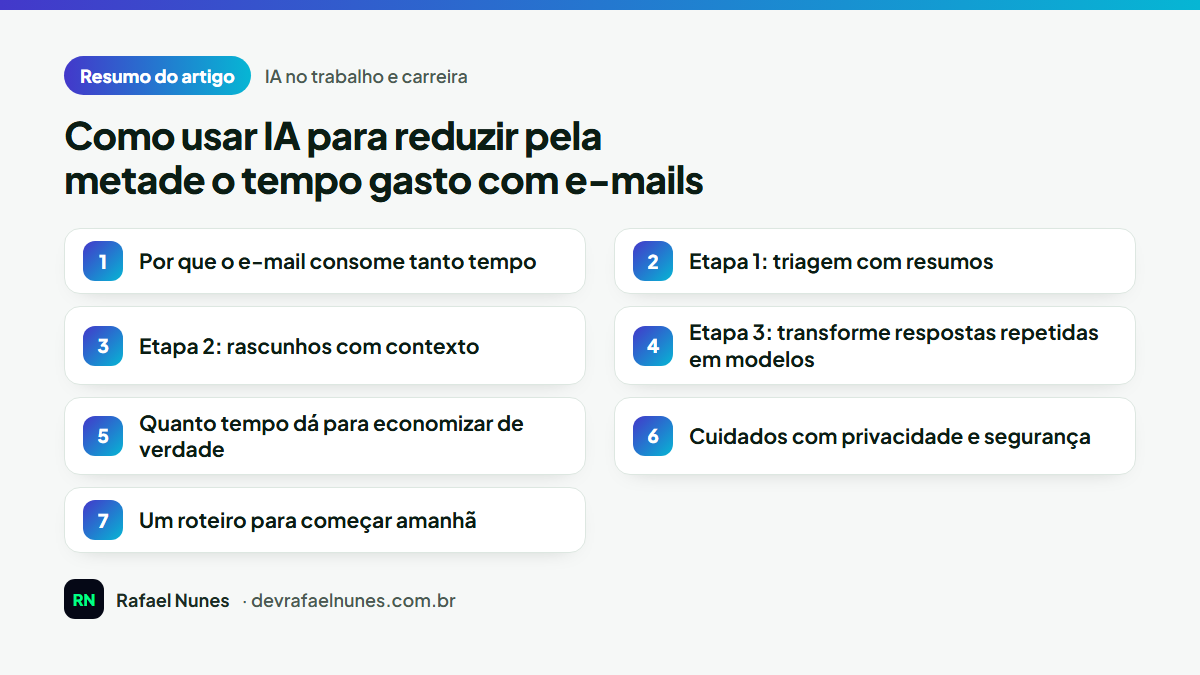 Resumo do artigo
IA no trabalho e carreira
Como usar IA para reduzir pela
metade o tempo gasto com e-mails
1
Por que o e-mail consome tanto tempo
2
Etapa 1: triagem com resumos
3
Etapa 2: rascunhos com contexto
4
Etapa 3: transforme respostas repetidas
em modelos
5
Quanto tempo dá para economizar de
verdade
6
Cuidados com privacidade e segurança
7
Um roteiro para começar amanhã
RN
Rafael Nunes · devrafaelnunes.com.br